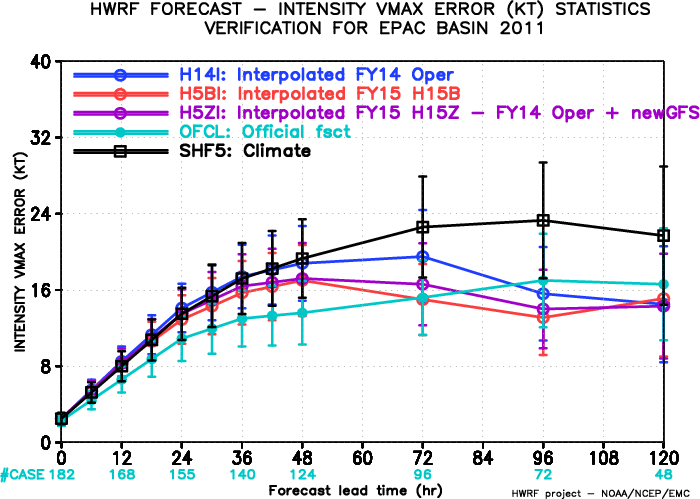 HWRF FORECAST – INTENSITY VMAX ERROR (KT) STATISTICS
VERIFICATION FOR EPAC BASIN 2011
INTENSITY VMAX ERROR (KT)
40
32
24
16
8
0
H14I: Interpolated FY14 Oper
H5BI: Interpolated FY15 H15B
H5ZI: Interpolated FY15 H15Z – FY14 Oper + newGFS
OFCL: Official fsct
SHF5: Climate
0 12 24 36 48 60 72 84 96 108 120
#CASE 182 168 155 140 124 96 72 48
Forecast lead time (hr)
HWRF project – NOAA/NCEP/EMC